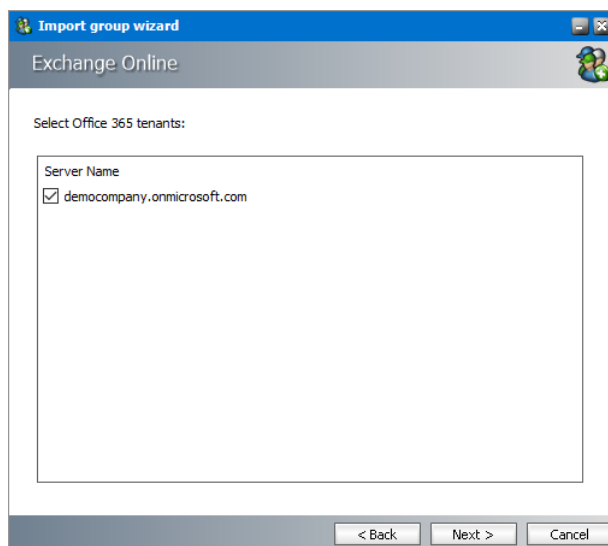 Import group wizard
Exchange Online
Select Office 365 tenants:
Server Name
democompany.onmicrosoft.com
< Back Next > Cancel